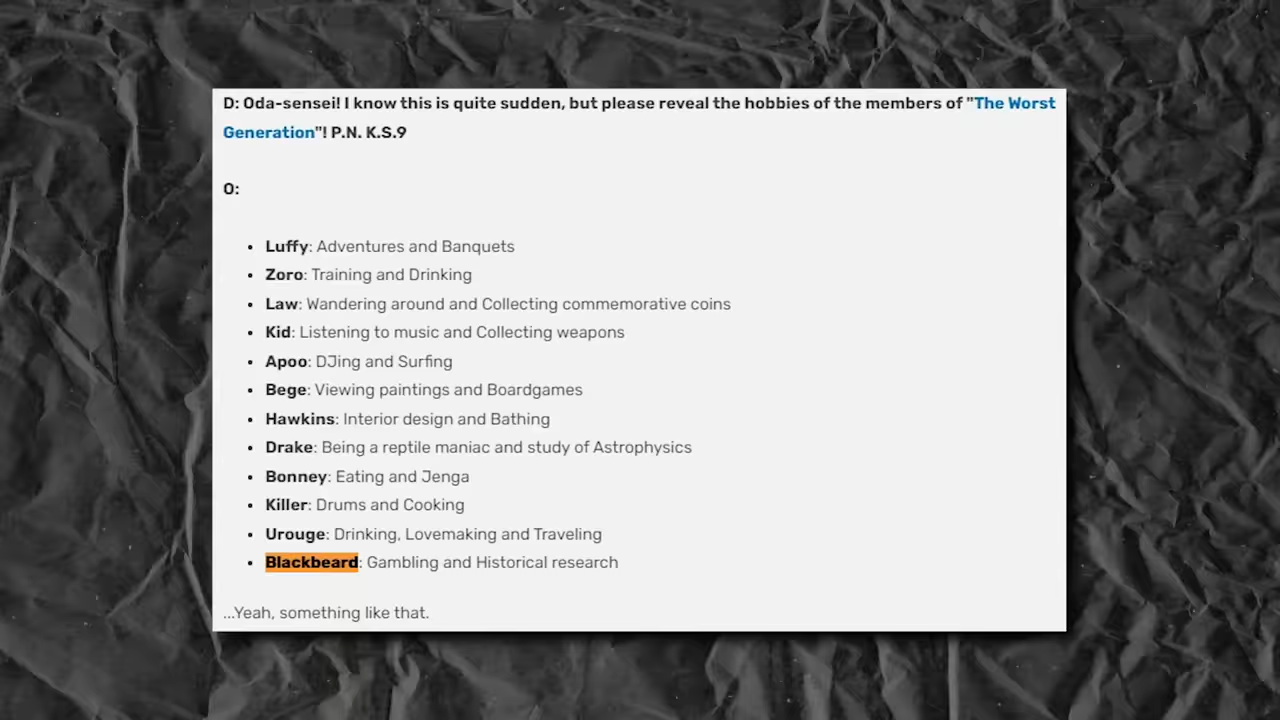 D: Oda-sensei! I know this is quite sudden, but please reveal the hobbies of the members of "The Worst
Generation"! P.N. K.S.9
O:
• Luffy: Adventures and Banquets
• Zoro: Training and Drinking
• Law: Wandering around and Collecting commemorative coins
• Kid: Listening to music and Collecting weapons
• Apoo: DJing and Surfing
• Bege: Viewing paintings and Boardgames
• Hawkins: Interior design and Bathing
• Drake: Being a reptile maniac and study of Astrophysics
• Bonney: Eating and Jenga
• Killer: Drums and Cooking
• Urouge: Drinking, Lovemaking and Traveling
• Blackbeard: Gambling and Historical research
...Yeah, something like that.